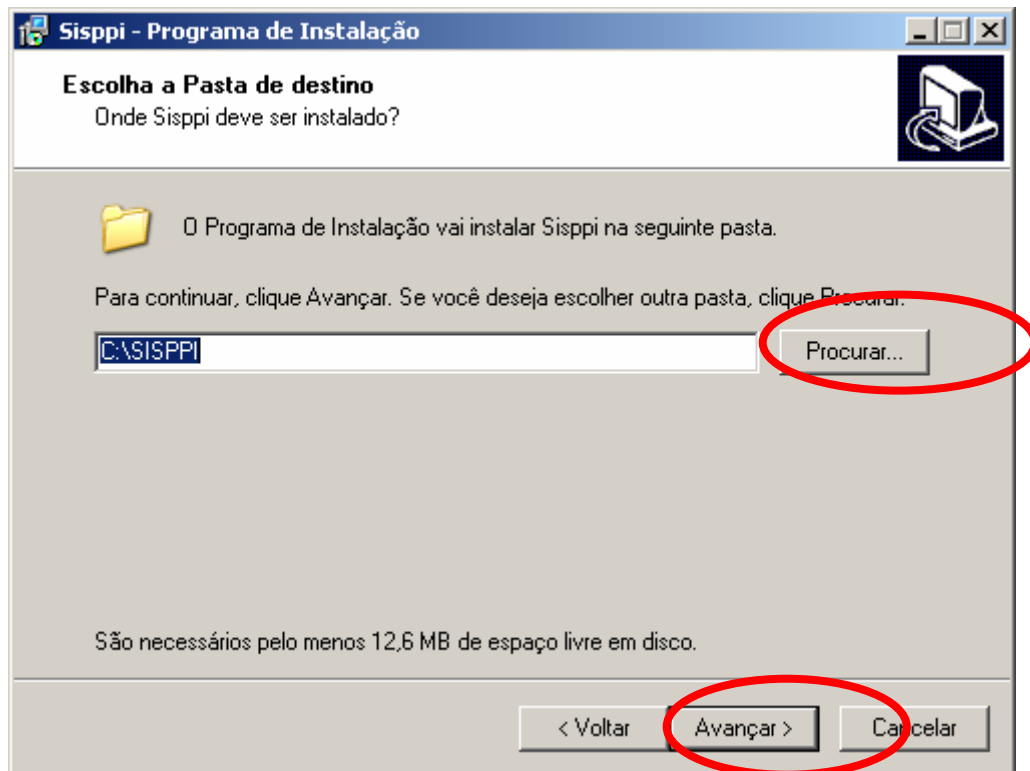 Sisppi - Programa de Instalação
Escolha a Pasta de destino
Onde Sisppi deve ser instalado?
O Programa de Instalação vai instalar Sisppi na seguinte pasta.
Para continuar, clique Avançar. Se você deseja escolher outra pasta, clique Procurar.
C:\SISPPI
Procurar...
São necessários pelo menos 12,6 MB de espaço livre em disco.
< Voltar
Avançar >
Cancelar